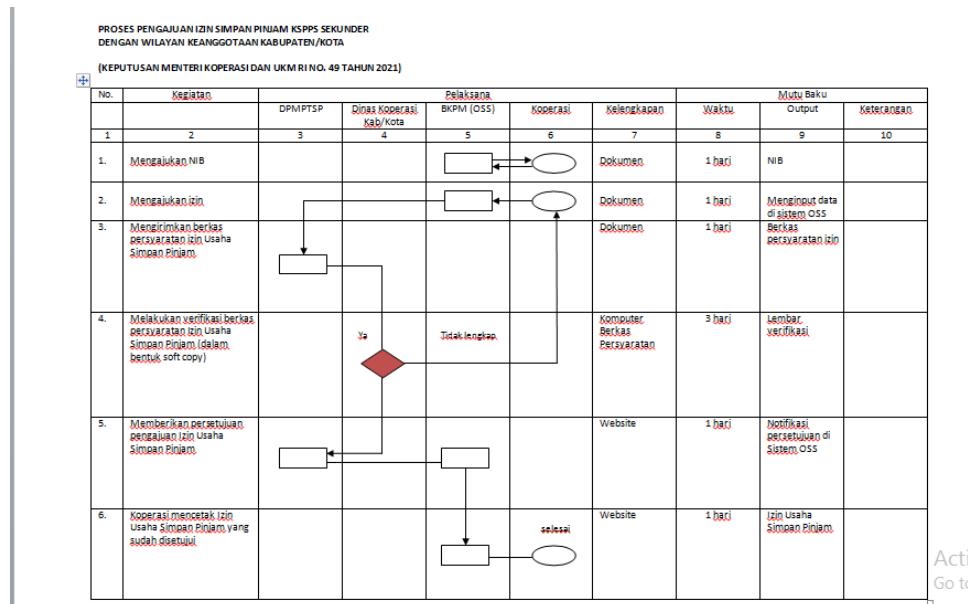 PROSES PENGAJUAN IZIN SIMPAN PINJAM KSPPS SEKUNDER
DENGAN WILAYAN KEANGGOTAAN KABUPATEN/KOTA
(KEPUTUSAN MENTERI KOPERASI DAN UKM RI NO. 49 TAHUN 2021)
No. Kegiatan Pelaksana Mutu Baku
DPMPTSP Dinas Koperasi BKPM (OSS) Koperasi Kelengkapan Waktu Output Keterangan
Kab/Kota
1 2 3 4 5 6 7 8 9 10
1. Mengajukan NIB Dokumen 1 hari NIB
2. Mengajukan izin Dokumen 1 hari Menginput data
di sistem OSS
3. Mengirimkan berkas Dokumen 1 hari Berkas
persyaratan izin Usaha persyaratan izin
Simpan Pinjam
4. Melakukan verifikasi berkas Komputer 3 hari Lembar
persyaratan Izin Usaha Ya Tidak lengkap Berkas verifikasi
Simpan Pinjam (dalam Persyaratan
bentuk soft copy)
5. Memberikan persetujuan Website 1 hari Notifikasi
pengajuan Izin Usaha persetujuan di
Simpan Pinjam Sistem OSS
6. Koperasi mencetak Izin Website 1 hari Izin Usaha
Usaha Simpan Pinjam yang selesai Simpan Pinjam
sudah disetujui
Acti
Go to